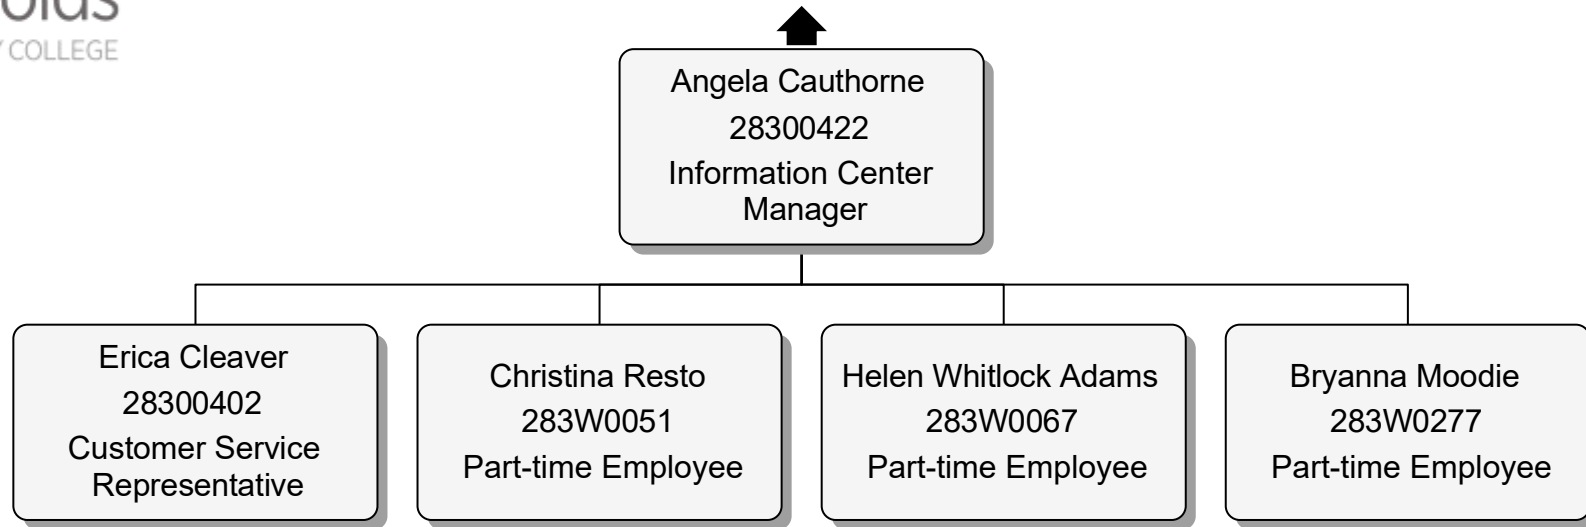 COLLEGE
Angela Cauthorne
28300422
Information Center
Manager
Erica Cleaver
28300402
Customer Service
Representative
Christina Resto
283W0051
Part-time Employee
Helen Whitlock Adams
283W0067
Part-time Employee
Bryanna Moodie
283W0277
Part-time Employee